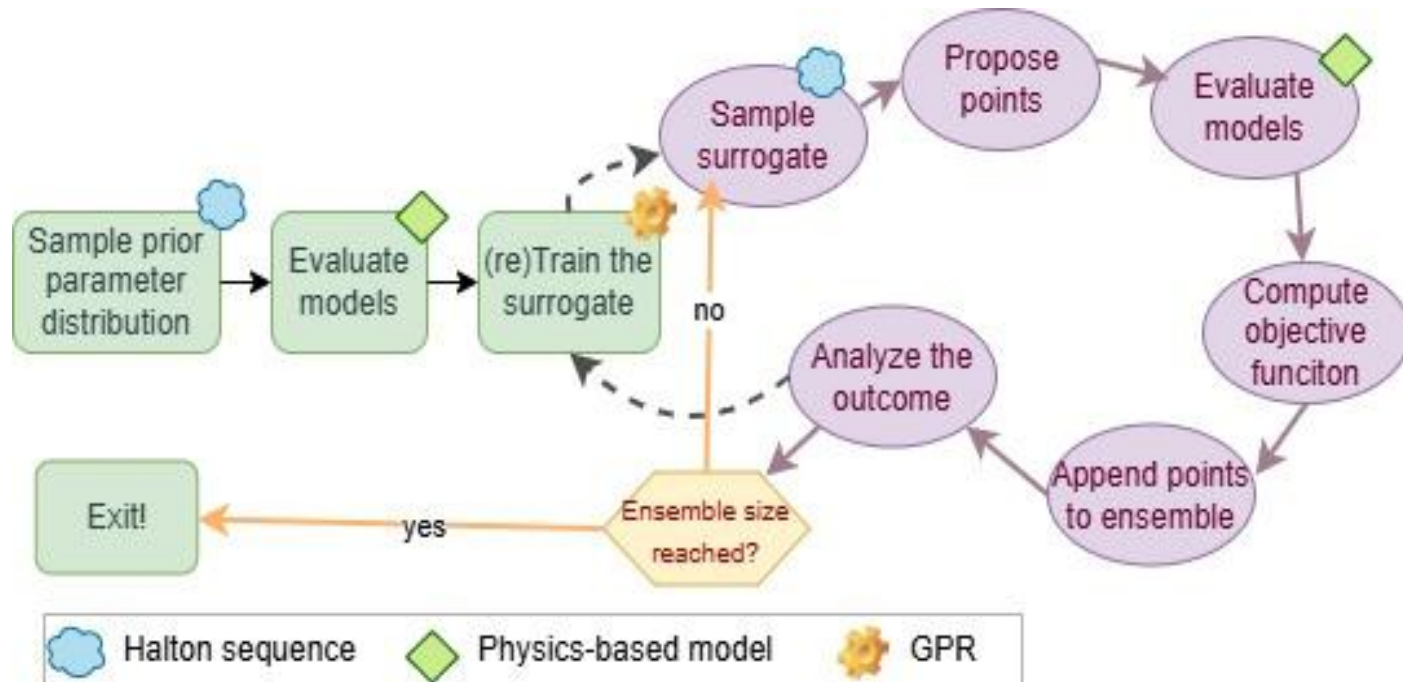 Sample prior
parameter
distribution
Evaluate
models
(re)Train the
surrogate
Sample
surrogate
Propose
points
Evaluate
models
Compute
objective
funciton
Append points
to ensemble
Analyze the
outcome
Ensemble size
reached?
no
yes
Exit!
Halton sequence
Physics-based model
GPR